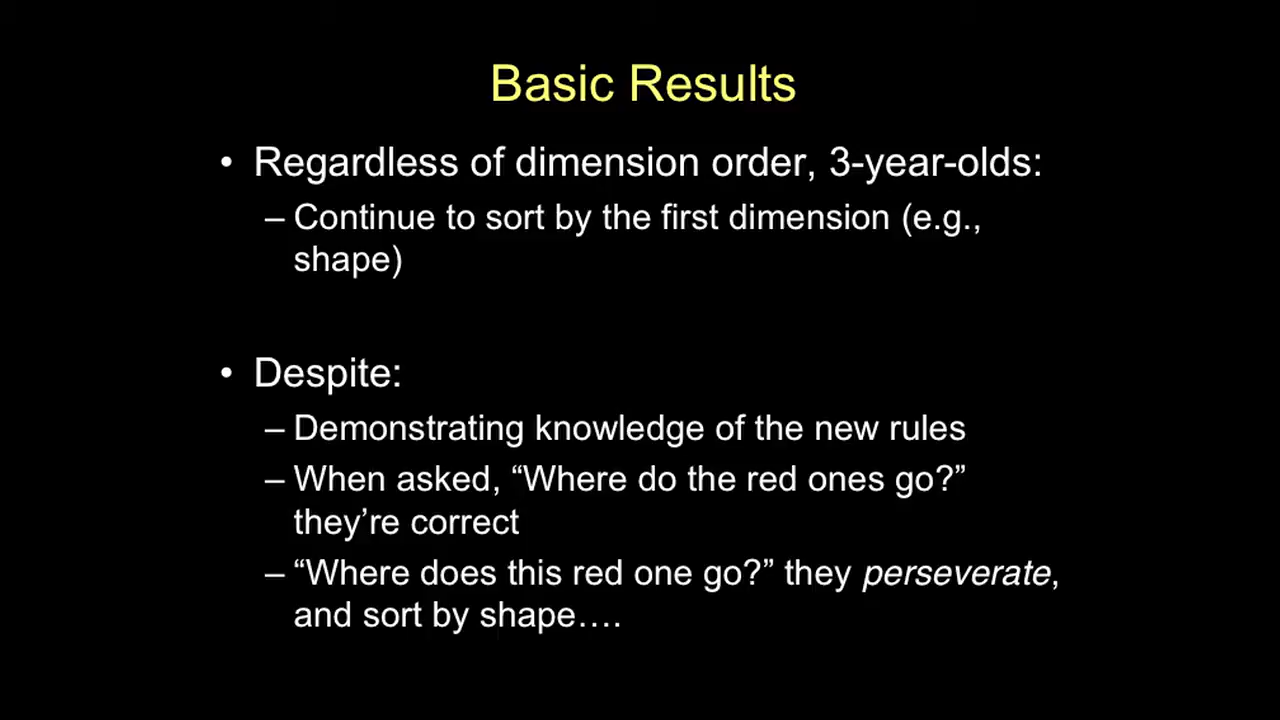 Basic Results
• Regardless of dimension order, 3-year-olds:
– Continue to sort by the first dimension (e.g.,
shape)
• Despite:
– Demonstrating knowledge of the new rules
– When asked, “Where do the red ones go?”
they’re correct
– “Where does this red one go?” they perseverate,
and sort by shape….